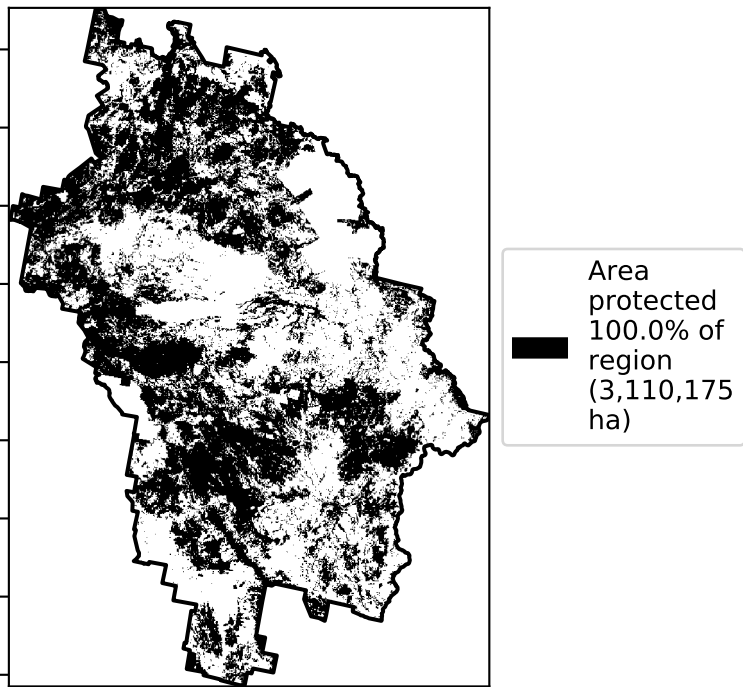 Area
protected
100.0% of
region
(3,110,175
ha)